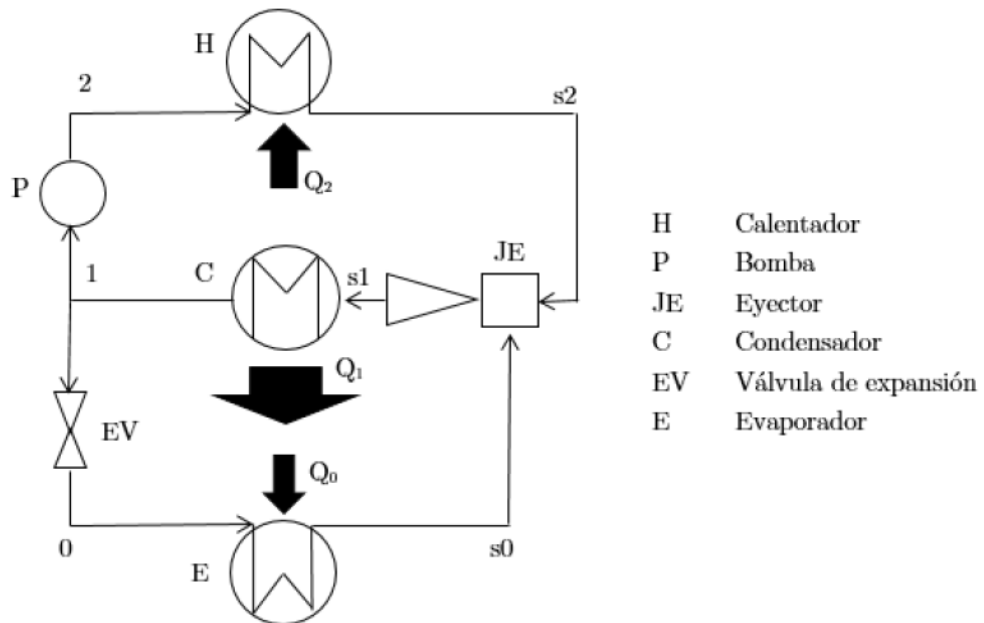 H
2
s2
P
Q₂
JE
C
s1
1
Q₁
EV
Q₀
0
s0
E
H Calentador
P Bomba
JE Eyector
C Condensador
EV Válvula de expansión
E Evaporador